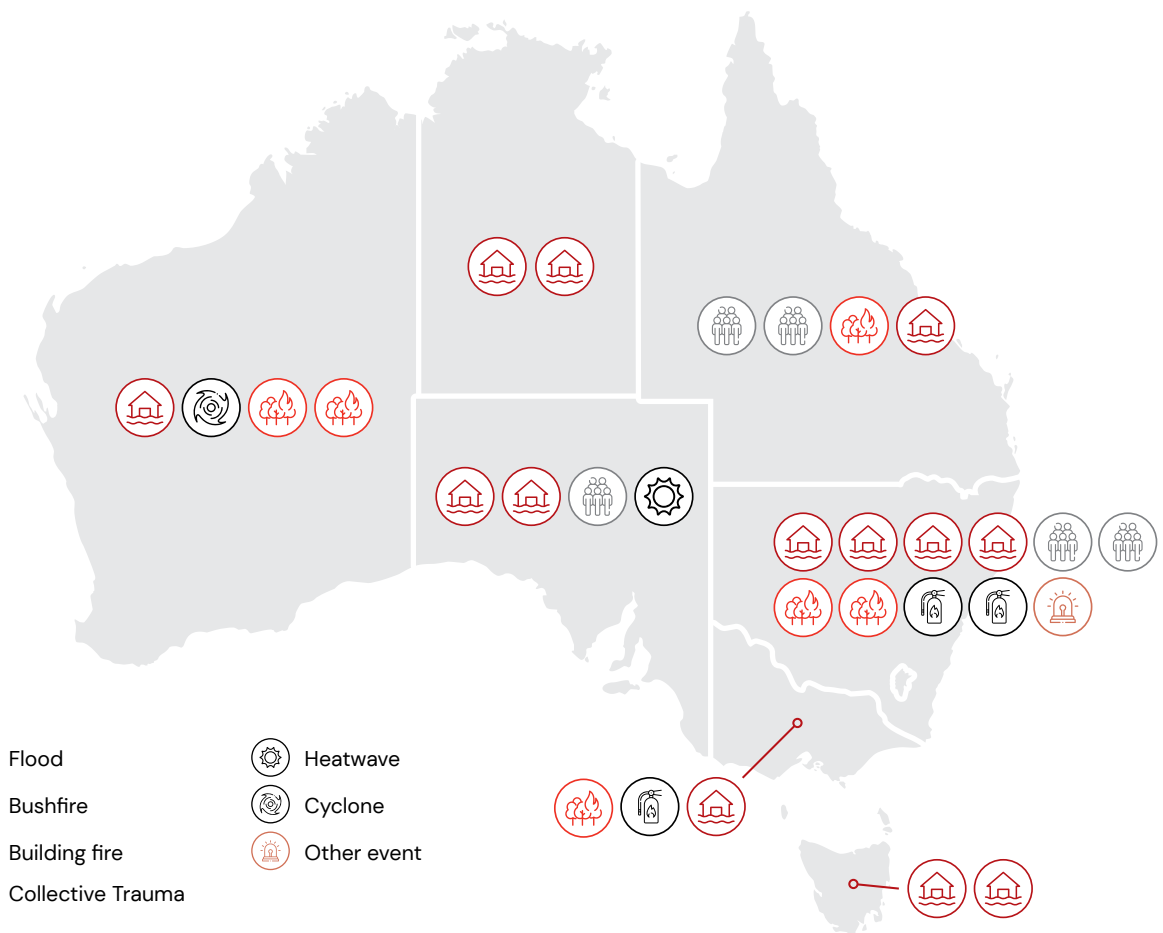 Flood
Bushfire
Building fire
Collective Trauma
Heatwave
Cyclone
Other event